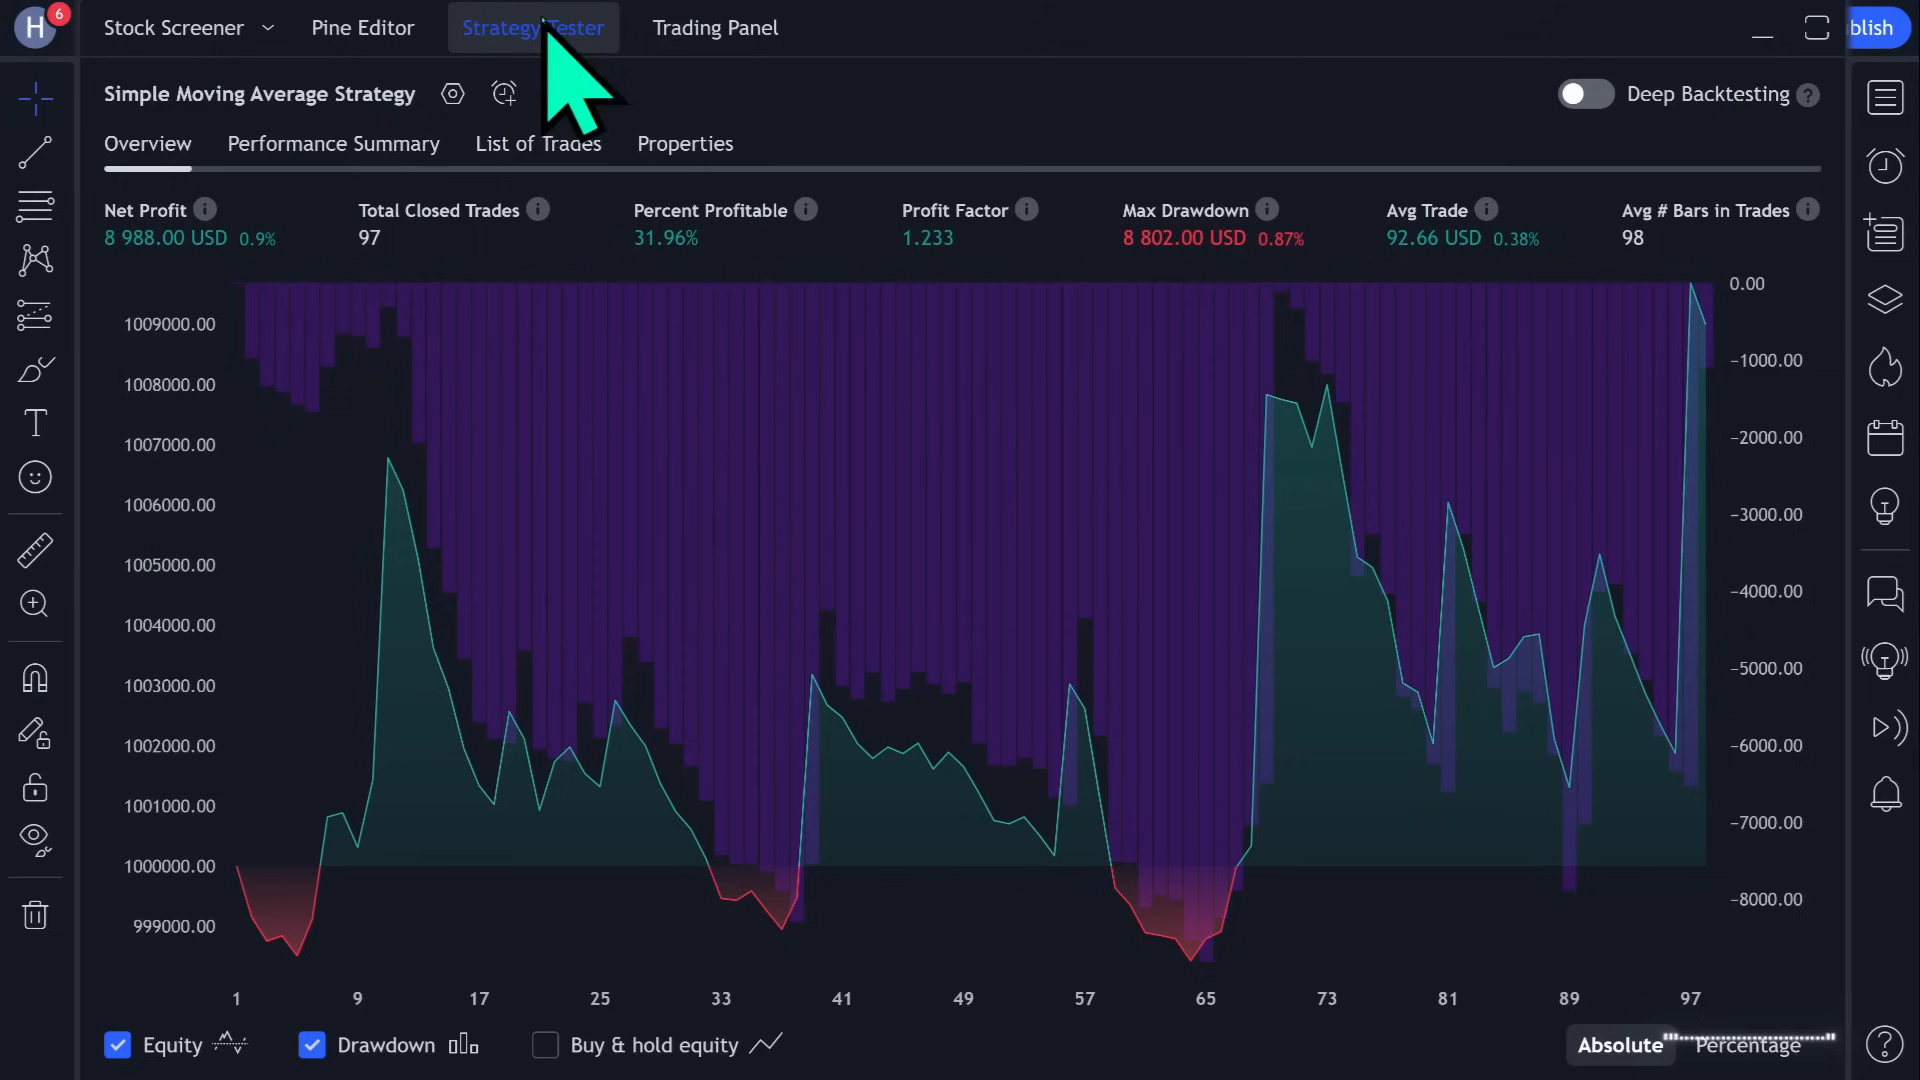 H 6 Stock Screener Pine Editor Strategy Tester Trading Panel blish
Simple Moving Average Strategy Deep Backtesting ?
Overview Performance Summary List of Trades Properties
Net Profit Total Closed Trades Percent Profitable Profit Factor Max Drawdown Avg Trade Avg # Bars in Trades
8 988.00 USD 0.9% 97 31.96% 1.233 8 802.00 USD 0.87% 92.66 USD 0.38% 98
0.00
1009000.00
−1000.00
1008000.00
−2000.00
1007000.00
1006000.00
−3000.00
1005000.00
−4000.00
1004000.00
−5000.00
1003000.00
1002000.00
−6000.00
1001000.00
−7000.00
1000000.00
−8000.00
999000.00
1 9 17 25 33 41 49 57 65 73 81 89 97
Equity Drawdown Buy & hold equity Absolute Percentage